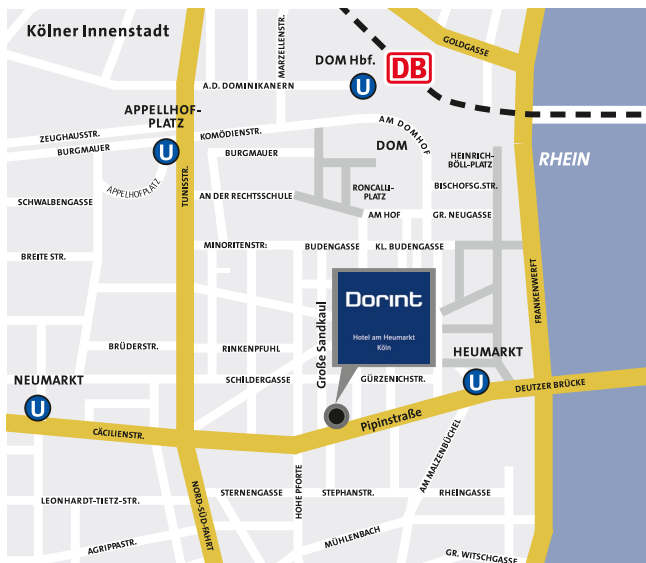 Kölner Innenstadt
GOLDGASSE
MARZELLENSTR.
DOM Hbf.
DB
U
A.D. DOMINIKANERN
APPELLHOF-
PLATZ
U
ZEUGHAUSSTR.
BURGMAUER
KOMÖDIENSTR.
AM DOMHOF
DOM
BURGMAUER
HEINRICH-
BÖLL-PLATZ
RHEIN
APPELHOFPLATZ
TUNISSTR.
RONCALLI-
PLATZ
BISCHOFSG.STR.
SCHWALBENGASSE
AN DER RECHTSSCHULE
AM HOF
GR. NEUGASSE
MINORITENSTR:
BUDENGASSE
KL. BUDENGASSE
BREITE STR.
FRANKENWERFT
Dorint
Hotel am Heumarkt
Köln
Große Sandkaul
BRÜDERSTR.
RINKENPFUHL
HEUMARKT
NEUMARKT
SCHILDERGASSE
GÜRZENICHSTR.
U
DEUTZER BRÜCKE
U
Pipinstraße
CÄCILIENSTR.
AM MALZENBÜCHEL
HOHE PFORTE
NORD-SÜD-FAHRT
LEONHARDT-TIETZ-STR.
STERNENGASSE
STEPHANSTR.
RHEINGASSE
AGRIPPASTR.
MÜHLENBACH
GR. WITSCHGASSE